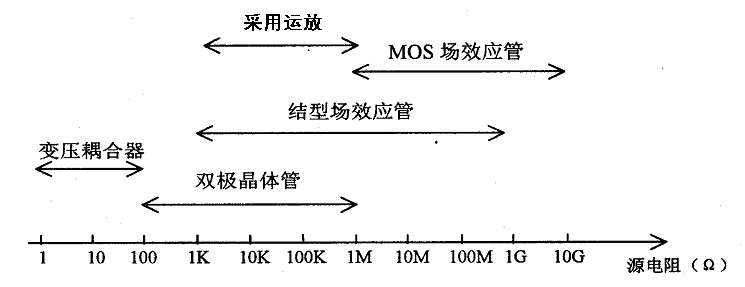 采用运放
MOS 场效应管
结型场效应管
变压耦合器
双极晶体管
1 10 100 1K 10K 100K 1M 10M 100M 1G 10G 源电阻（Ω）